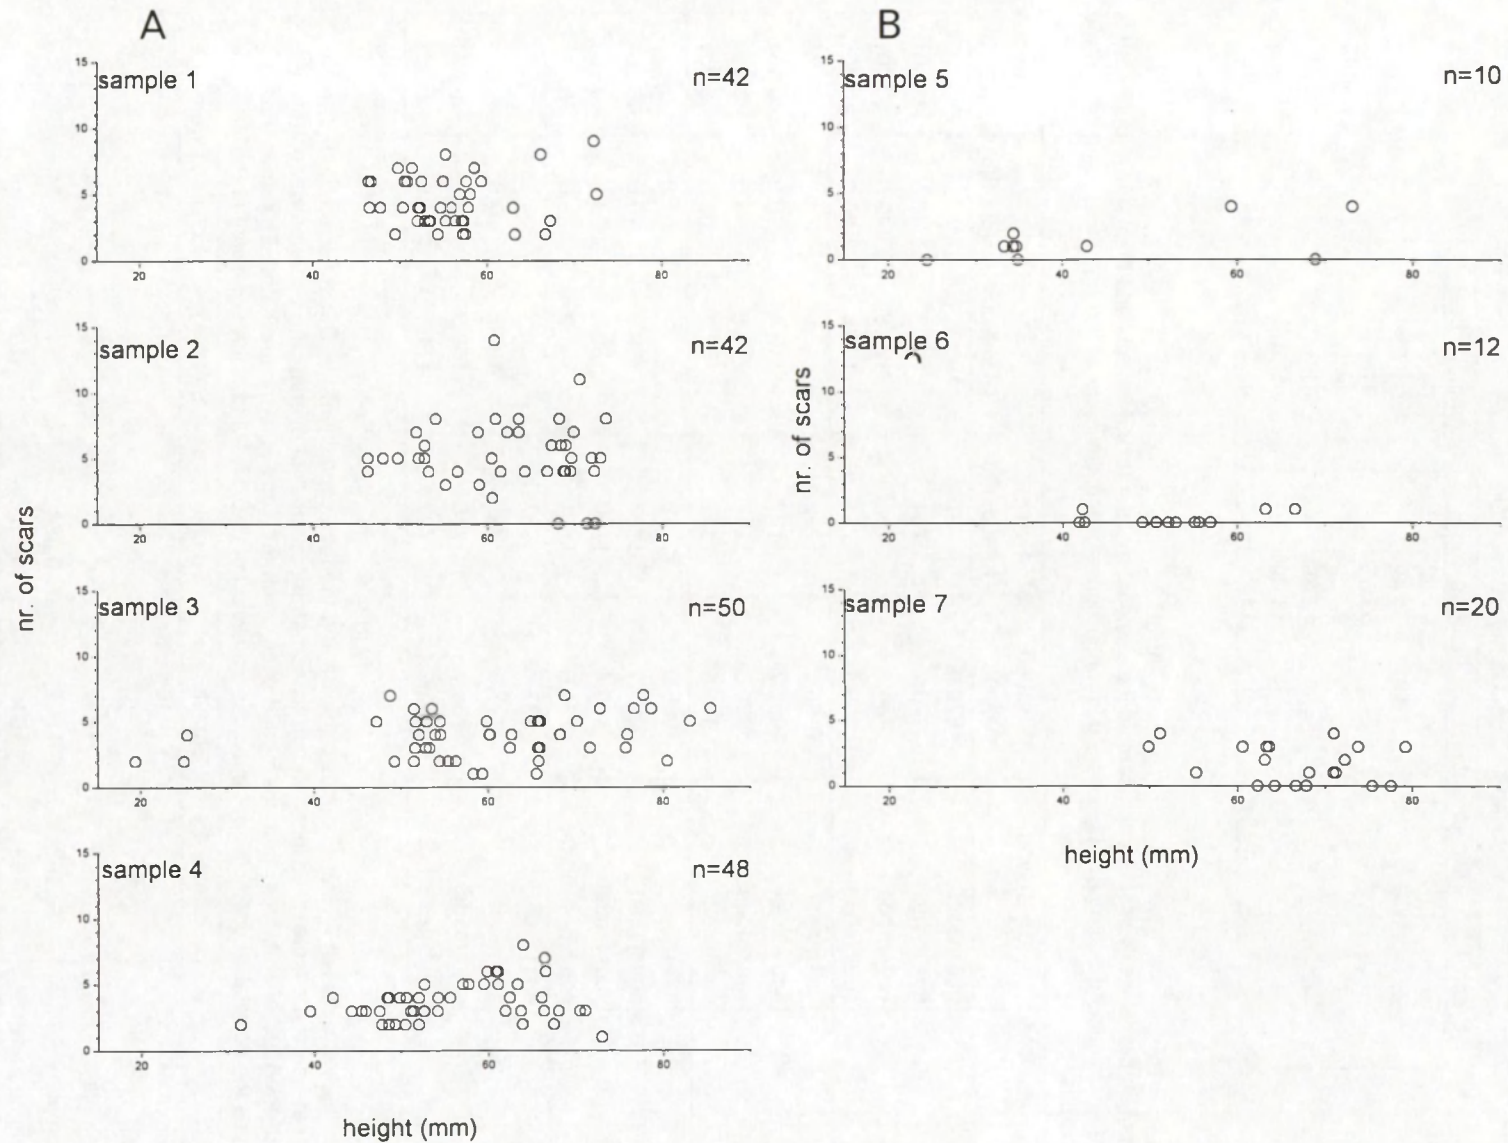 A
sample 1
n=42
15
10
5
0
20 40 60 80
sample 2
n=42
15
10
5
0
20 40 60 80
nr. of scars
sample 3
n=50
15
10
5
0
20 40 60 80
sample 4
n=48
15
10
5
0
20 40 60 80
height (mm)
B
sample 5
n=10
15
10
5
0
20 40 60 80
nr. of scars
sample 6
n=12
15
10
5
0
20 40 60 80
sample 7
n=20
15
10
5
0
20 40 60 80
height (mm)